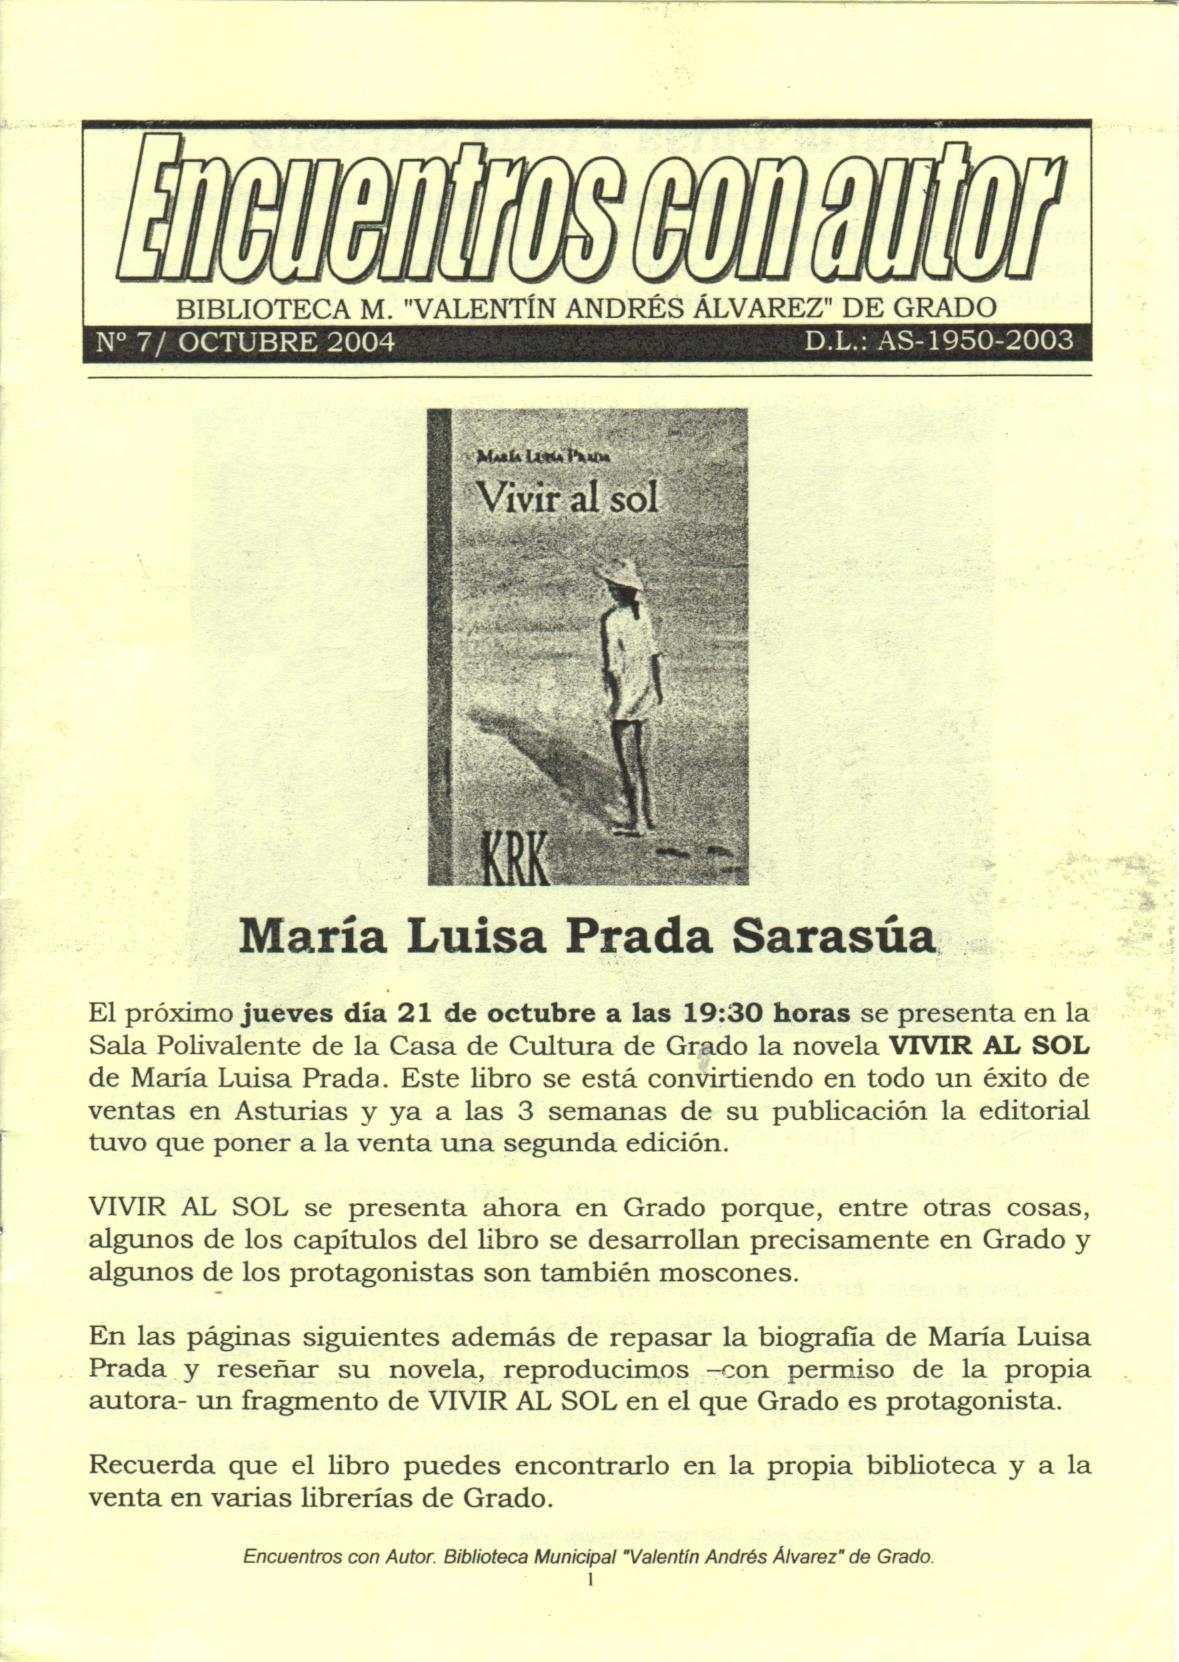 Encuentros con autor
BIBLIOTECA M. "VALENTÍN ANDRÉS ÁLVAREZ" DE GRADO
Nº 7/ OCTUBRE 2004 D.L.: AS-1950-2003
MARÍA LUISA PRADA
Vivir al sol
KRK
María Luisa Prada Sarasúa
El próximo jueves día 21 de octubre a las 19:30 horas se presenta en la
Sala Polivalente de la Casa de Cultura de Grado la novela VIVIR AL SOL
de María Luisa Prada. Este libro se está convirtiendo en todo un éxito de
ventas en Asturias y ya a las 3 semanas de su publicación la editorial
tuvo que poner a la venta una segunda edición.
VIVIR AL SOL se presenta ahora en Grado porque, entre otras cosas,
algunos de los capítulos del libro se desarrollan precisamente en Grado y
algunos de los protagonistas son también moscones.
En las páginas siguientes además de repasar la biografía de María Luisa
Prada y reseñar su novela, reproducimos –con permiso de la propia
autora- un fragmento de VIVIR AL SOL en el que Grado es protagonista.
Recuerda que el libro puedes encontrarlo en la propia biblioteca y a la
venta en varias librerías de Grado.
Encuentros con Autor. Biblioteca Municipal "Valentín Andrés Álvarez" de Grado.
1